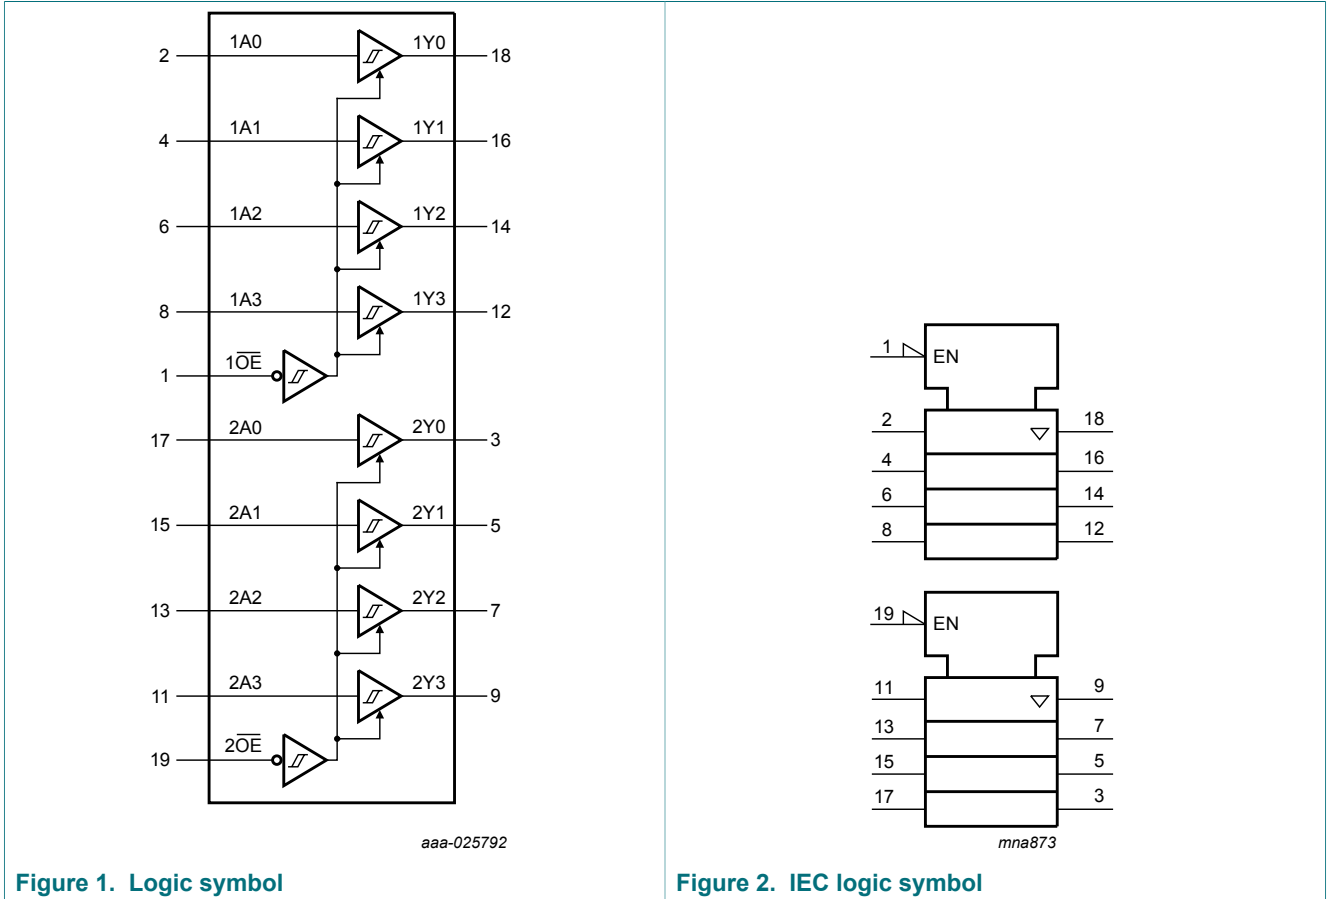 2 1A0 1Y0 18
4 1A1 1Y1 16
6 1A2 1Y2 14
8 1A3 1Y3 12
1 1O̅E̅
17 2A0 2Y0 3
15 2A1 2Y1 5
13 2A2 2Y2 7
11 2A3 2Y3 9
19 2O̅E̅
aaa-025792
Figure 1. Logic symbol
1 EN
2 18
4 16
6 14
8 12
19 EN
11 9
13 7
15 5
17 3
mna873
Figure 2. IEC logic symbol